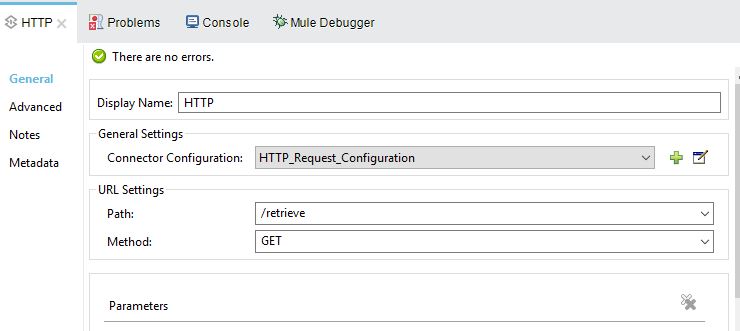 HTTP Problems Console Mule Debugger
There are no errors.
General
Advanced
Notes
Metadata
Display Name: HTTP
General Settings
Connector Configuration: HTTP_Request_Configuration
URL Settings
Path: /retrieve
Method: GET
Parameters